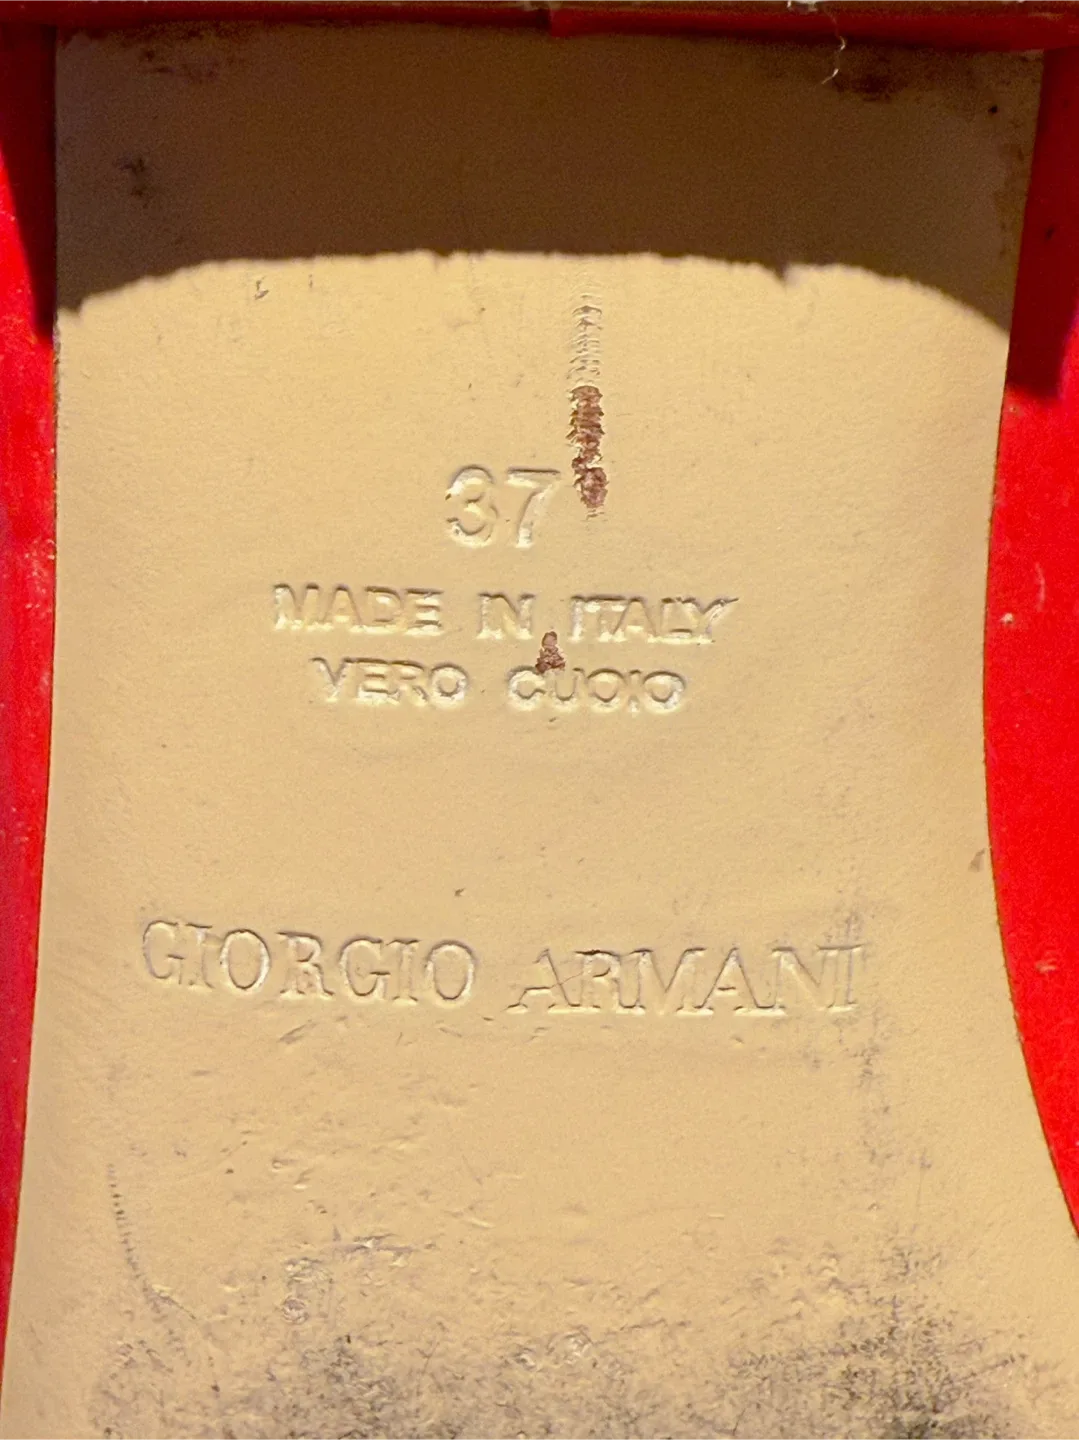 37
MADE IN ITALY
VERO CUOIO
GIORGIO ARMANI